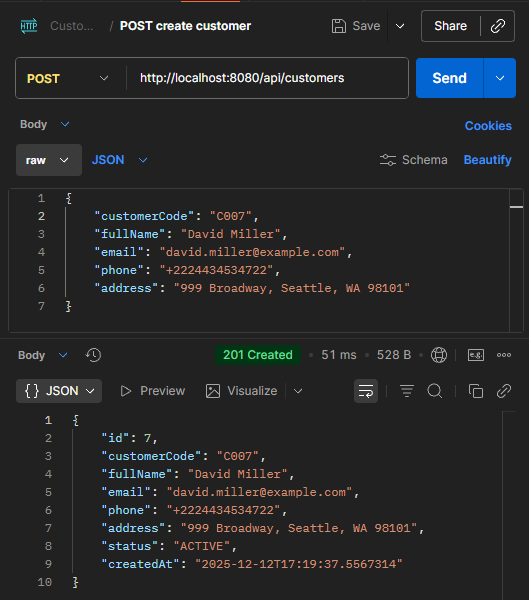 HTTP Custo... / POST create customer Save Share
POST http://localhost:8080/api/customers Send
Body Cookies
raw JSON Schema Beautify
1 {
2 "customerCode": "C007",
3 "fullName": "David Miller",
4 "email": "david.miller@example.com",
5 "phone": "+2224434534722",
6 "address": "999 Broadway, Seattle, WA 98101"
7 }
Body 201 Created • 51 ms • 528 B e.g.
{} JSON Preview Visualize
1 {
2 "id": 7,
3 "customerCode": "C007",
4 "fullName": "David Miller",
5 "email": "david.miller@example.com",
6 "phone": "+2224434534722",
7 "address": "999 Broadway, Seattle, WA 98101",
8 "status": "ACTIVE",
9 "createdAt": "2025-12-12T17:19:37.5567314"
10 }